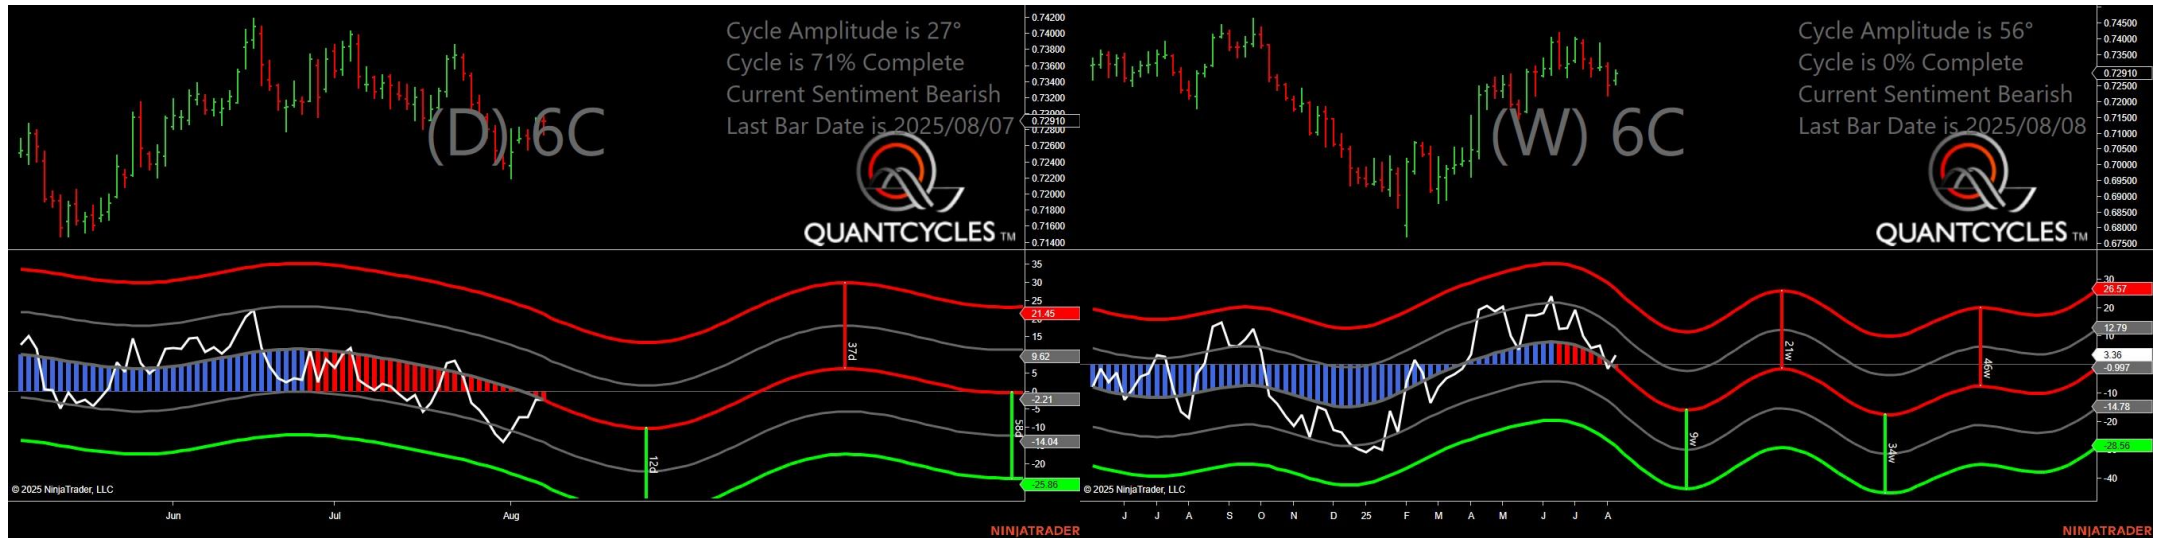 Cycle Amplitude is 27°
Cycle is 71% Complete
Current Sentiment Bearish
Last Bar Date is 2025/08/07
(D) 6C
QUANTCYCLES TM
0.74200
0.74000
0.73800
0.73600
0.73400
0.73200
0.72910
0.72800
0.72600
0.72400
0.72200
0.72000
0.71800
0.71600
0.71400
35
30
25
21.45
15
9.62
5
0
-2.21
-5
-10
-14.04
-20
-25.86
37d
12d
58d
© 2025 NinjaTrader, LLC
Jun Jul Aug
NINJATRADER
Cycle Amplitude is 56°
Cycle is 0% Complete
Current Sentiment Bearish
Last Bar Date is 2025/08/08
(W) 6C
QUANTCYCLES TM
0.74500
0.74000
0.73500
0.72910
0.72500
0.72000
0.71500
0.71000
0.70500
0.70000
0.69500
0.69000
0.68500
0.68000
0.67500
30
26.57
20
12.79
3.36
-0.997
-10
-14.78
-20
-28.56
-40
21w
46w
9w
34w
© 2025 NinjaTrader, LLC
J J A S O N D 25 F M A M J J A
NINJATRADER